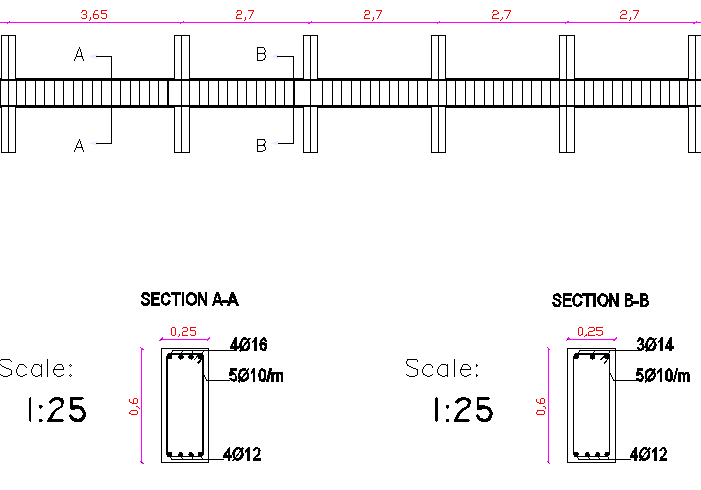 3,65 2,7 2,7 2,7 2,7
A B
A B
SECTION A-A SECTION B-B
0,25 0,25
4Ø16 3Ø14
Scale: 5Ø10/m Scale: 5Ø10/m
1:25 0,6 1:25 0,6
4Ø12 4Ø12